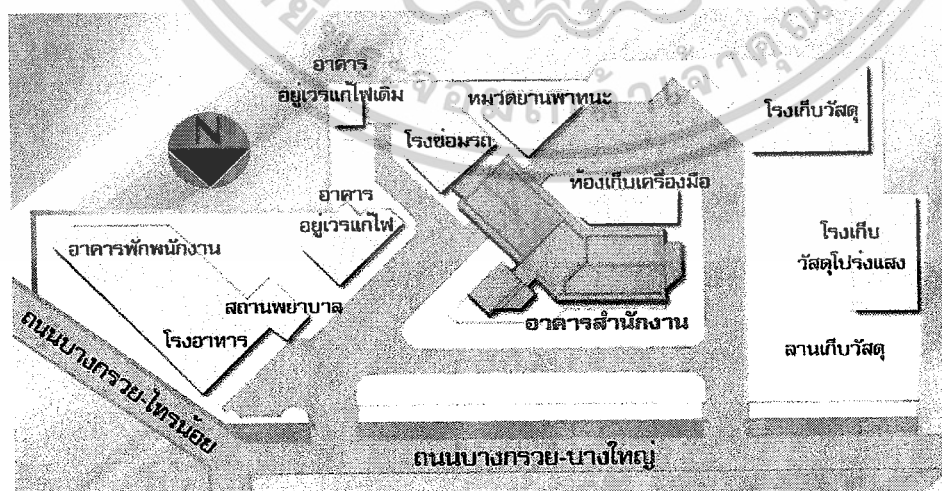 อาคาร
อยู่เวรแก้ไฟเดิม
หมวดยานพาหนะ
โรงเก็บวัสดุ
โรงซ่อมรถ
N
ห้องเก็บเครื่องมือ
อาคาร
อยู่เวรแก้ไฟ
อาคารพักพนักงาน
โรงเก็บ
วัสดุโปร่งแสง
สถานพยาบาล
โรงอาหาร
อาคารสำนักงาน
ลานเก็บวัสดุ
ถนนบางกรวย-ไทรน้อย
ถนนบางกรวย-บางใหญ่